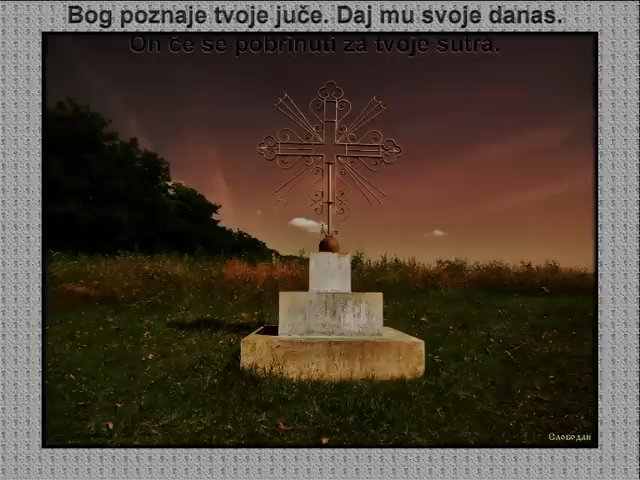 Bog poznaje tvoje juče. Daj mu svoje danas.
On će se pobrinuti za tvoje sutra.
Слободан